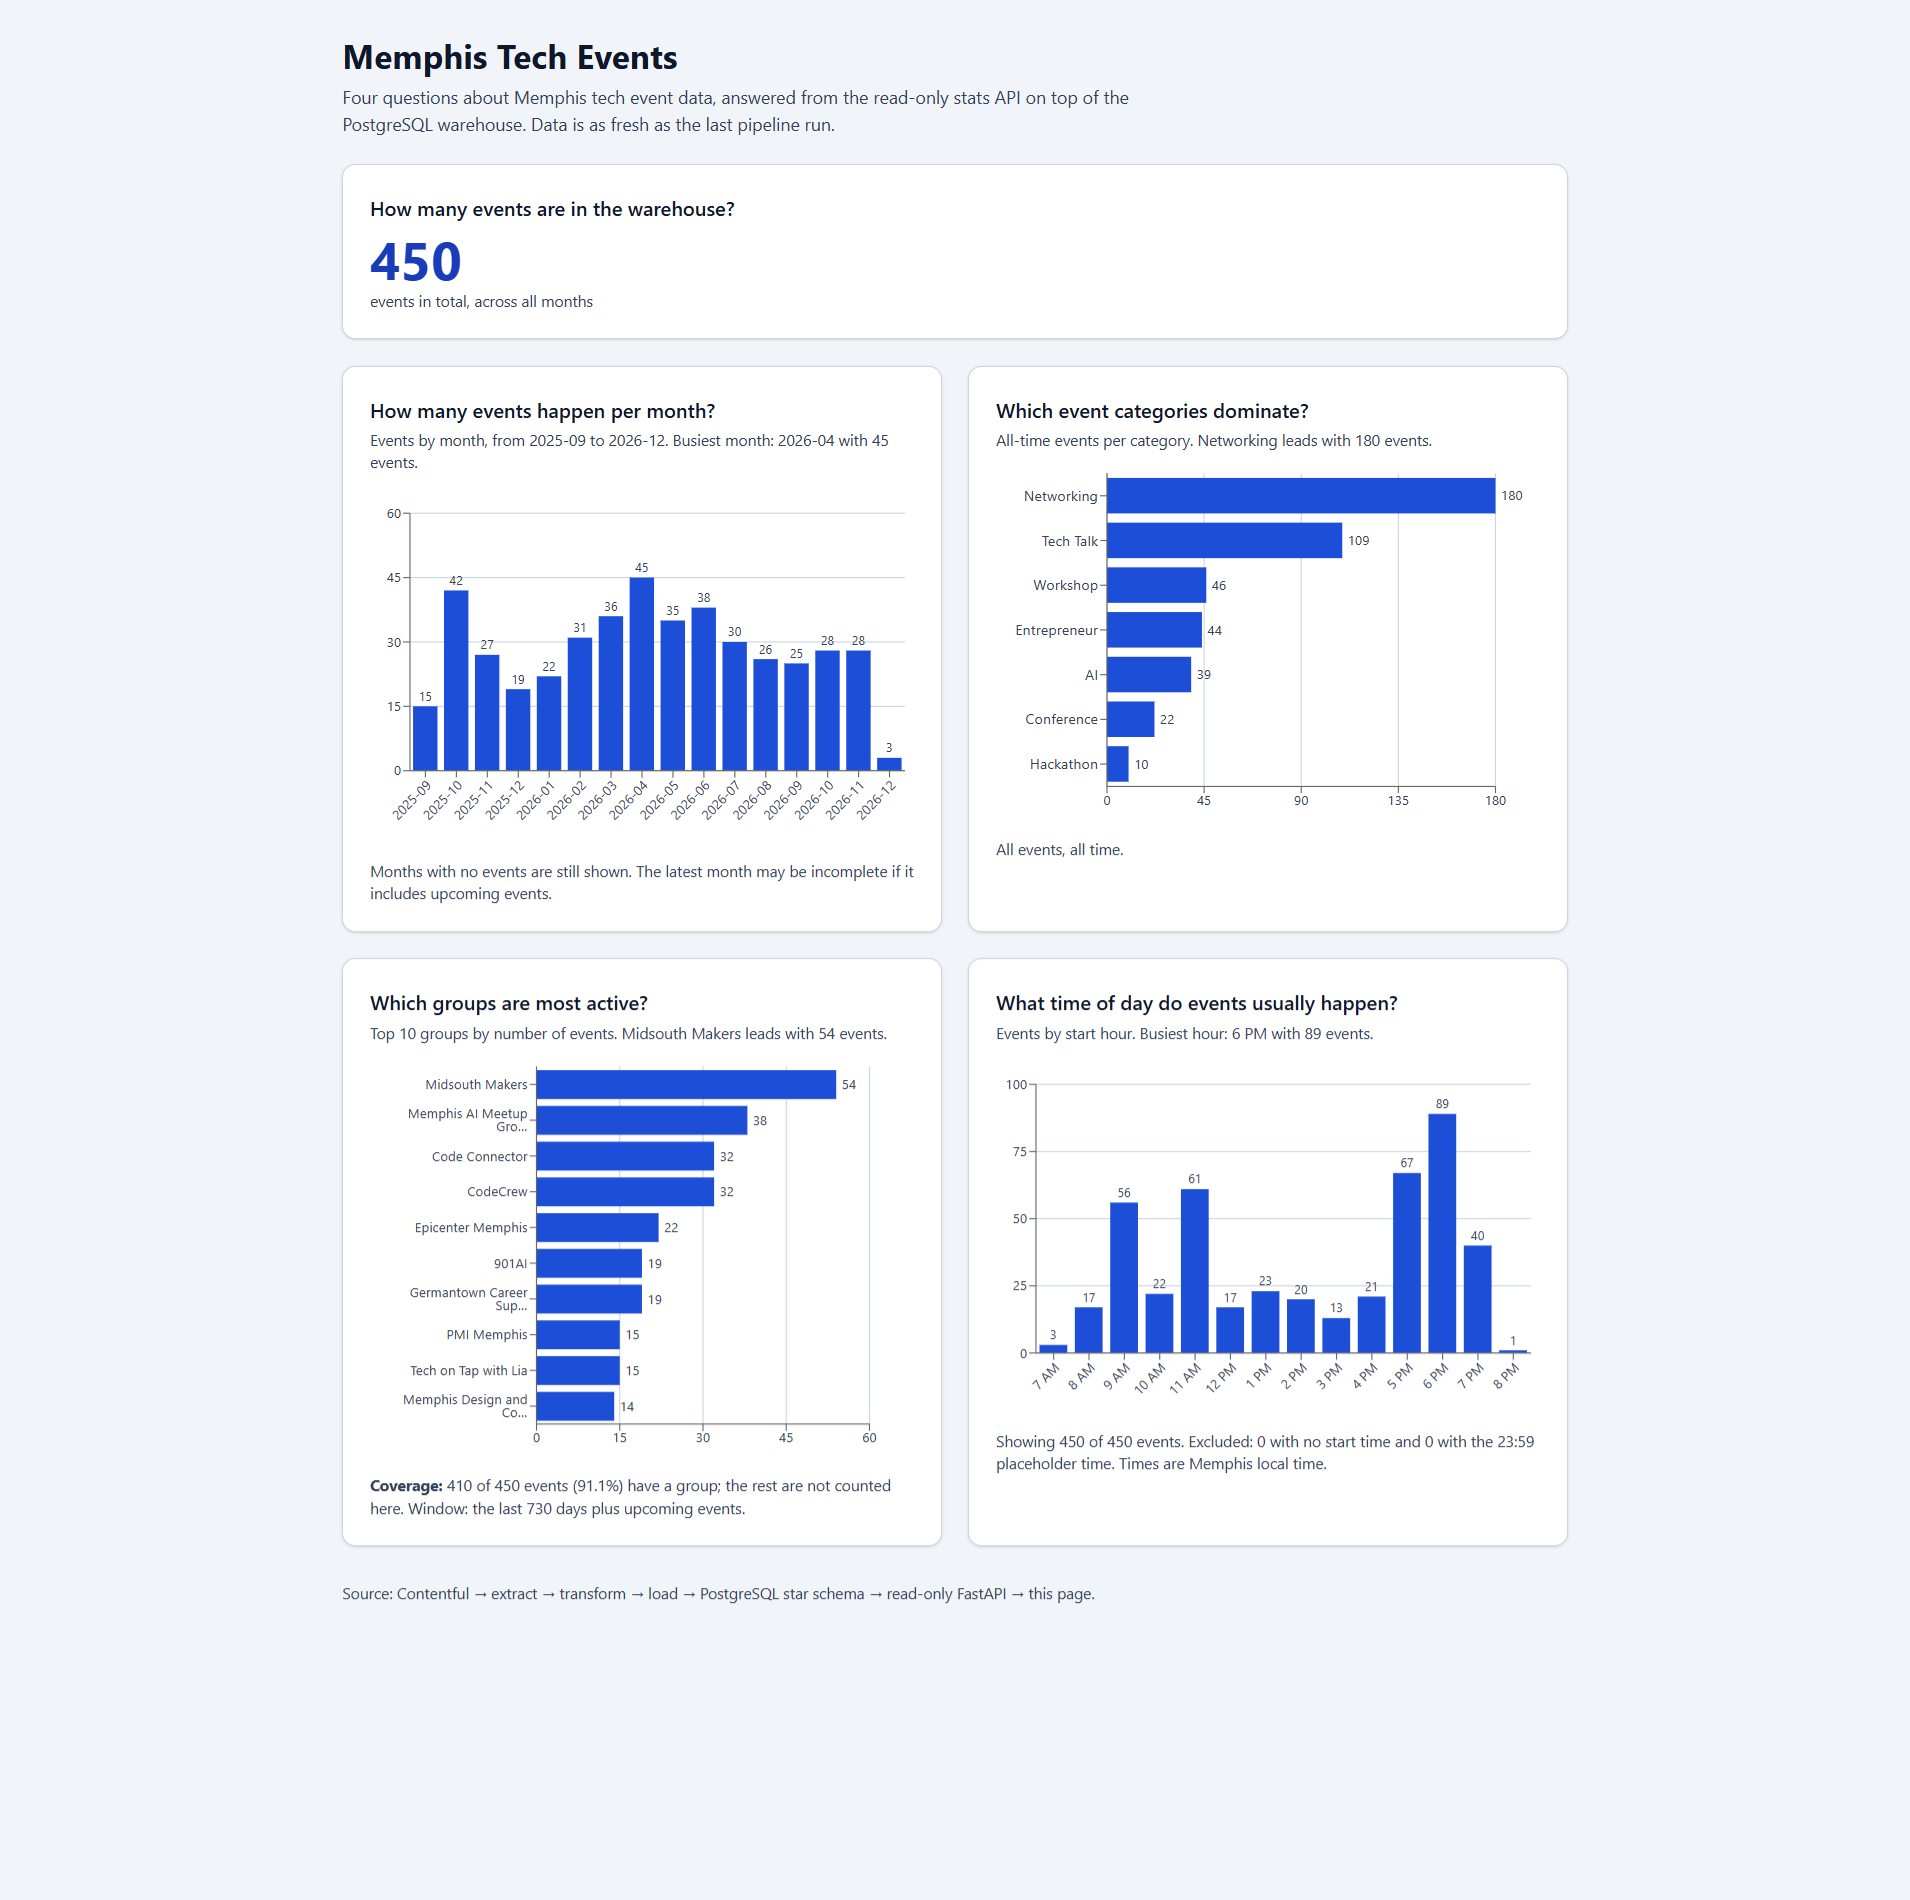 Memphis Tech Events
Four questions about Memphis tech event data, answered from the read-only stats API on top of the
PostgreSQL warehouse. Data is as fresh as the last pipeline run.
How many events are in the warehouse?
450
events in total, across all months
How many events happen per month?
Events by month, from 2025-09 to 2026-12. Busiest month: 2026-04 with 45
events.
60
45
30
15
0
15
42
27
19
22
31
36
45
35
38
30
26
25
28
28
3
2025-09
2025-10
2025-11
2025-12
2026-01
2026-02
2026-03
2026-04
2026-05
2026-06
2026-07
2026-08
2026-09
2026-10
2026-11
2026-12
Months with no events are still shown. The latest month may be incomplete if it
includes upcoming events.
Which event categories dominate?
All-time events per category. Networking leads with 180 events.
Networking 180
Tech Talk 109
Workshop 46
Entrepreneur 44
AI 39
Conference 22
Hackathon 10
0 45 90 135 180
All events, all time.
Which groups are most active?
Top 10 groups by number of events. Midsouth Makers leads with 54 events.
Midsouth Makers 54
Memphis AI Meetup
Gro... 38
Code Connector 32
CodeCrew 32
Epicenter Memphis 22
901AI 19
Germantown Career
Sup... 19
PMI Memphis 15
Tech on Tap with Lia 15
Memphis Design and
Co... 14
0 15 30 45 60
Coverage: 410 of 450 events (91.1%) have a group; the rest are not counted
here. Window: the last 730 days plus upcoming events.
What time of day do events usually happen?
Events by start hour. Busiest hour: 6 PM with 89 events.
100
75
50
25
0
3
17
56
22
61
17
23
20
13
21
67
89
40
1
7 AM
8 AM
9 AM
10 AM
11 AM
12 PM
1 PM
2 PM
3 PM
4 PM
5 PM
6 PM
7 PM
8 PM
Showing 450 of 450 events. Excluded: 0 with no start time and 0 with the 23:59
placeholder time. Times are Memphis local time.
Source: Contentful → extract → transform → load → PostgreSQL star schema → read-only FastAPI → this page.